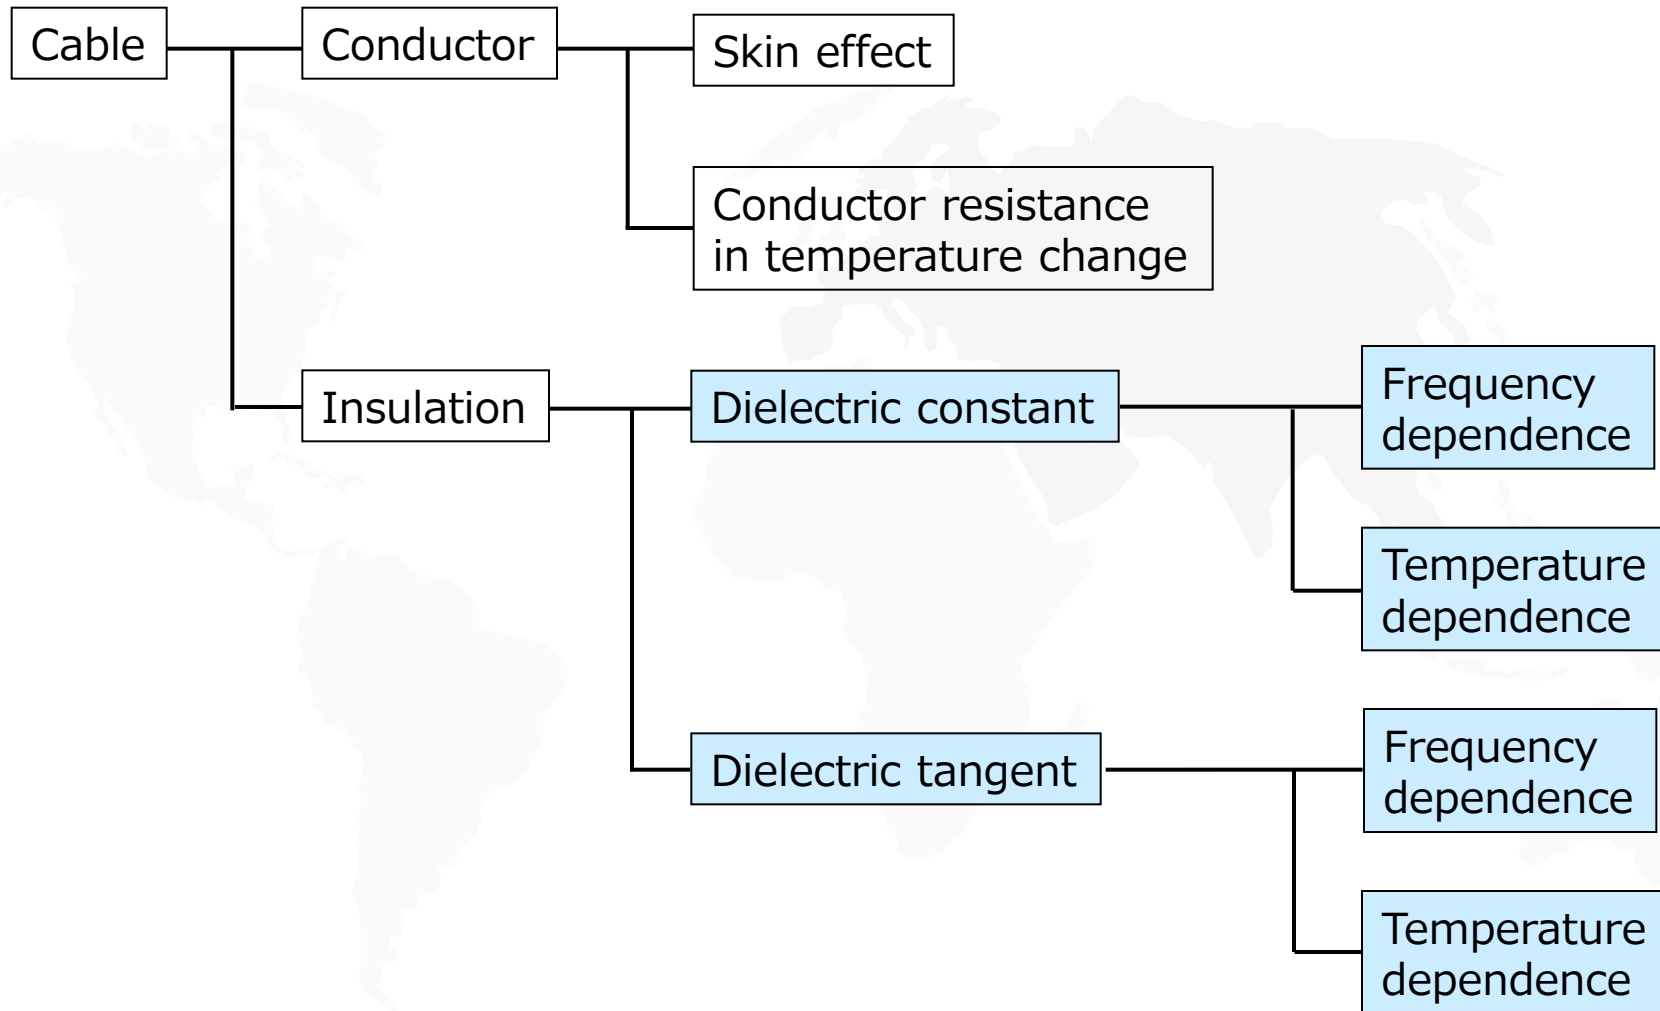 Cable
Conductor
Skin effect
Conductor resistance
in temperature change
Insulation
Dielectric constant
Frequency
dependence
Temperature
dependence
Dielectric tangent
Frequency
dependence
Temperature
dependence